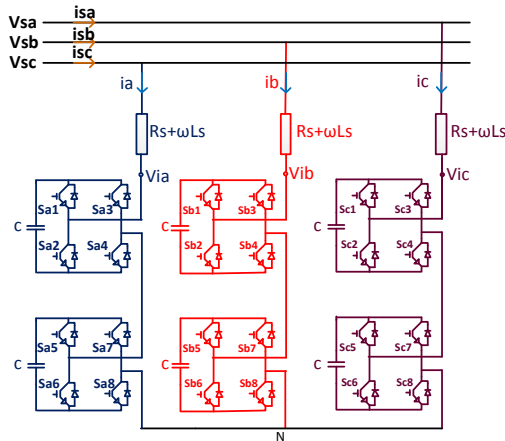 Vsa isa
Vsb isb
Vsc isc
ia ib ic
Rs+ωLs Rs+ωLs Rs+ωLs
Via Vib Vic
Sa1 Sa3 Sb1 Sb3 Sc1 Sc3
C C C
Sa2 Sa4 Sb2 Sb4 Sc2 Sc4
Sa5 Sa7 Sb5 Sb7 Sc5 Sc7
C C C
Sa6 Sa8 Sb6 Sb8 Sc6 Sc8
N